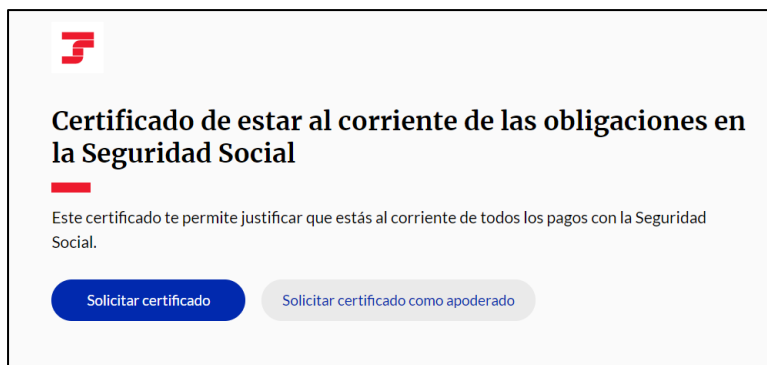 Certificado de estar al corriente de las obligaciones en
la Seguridad Social
Este certificado te permite justificar que estás al corriente de todos los pagos con la Seguridad
Social.
Solicitar certificado
Solicitar certificado como apoderado